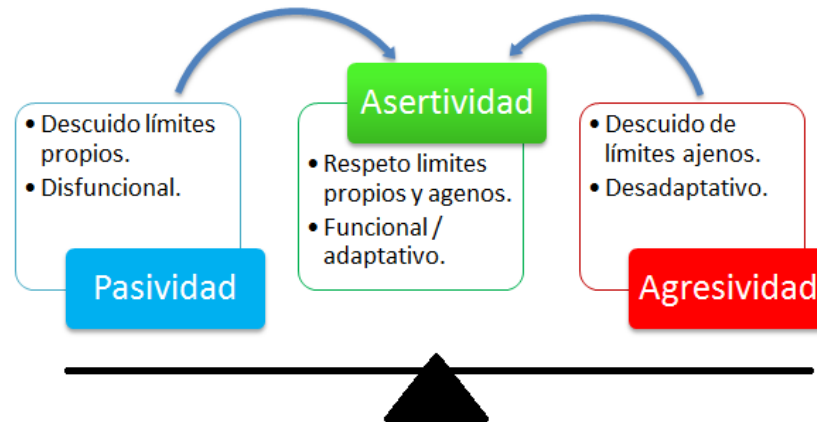 • Descuido límites
propios.
• Disfuncional.
Pasividad
Asertividad
• Respeto limites
propios y agenos.
• Funcional /
adaptativo.
• Descuido de
límites ajenos.
• Desadaptativo.
Agresividad